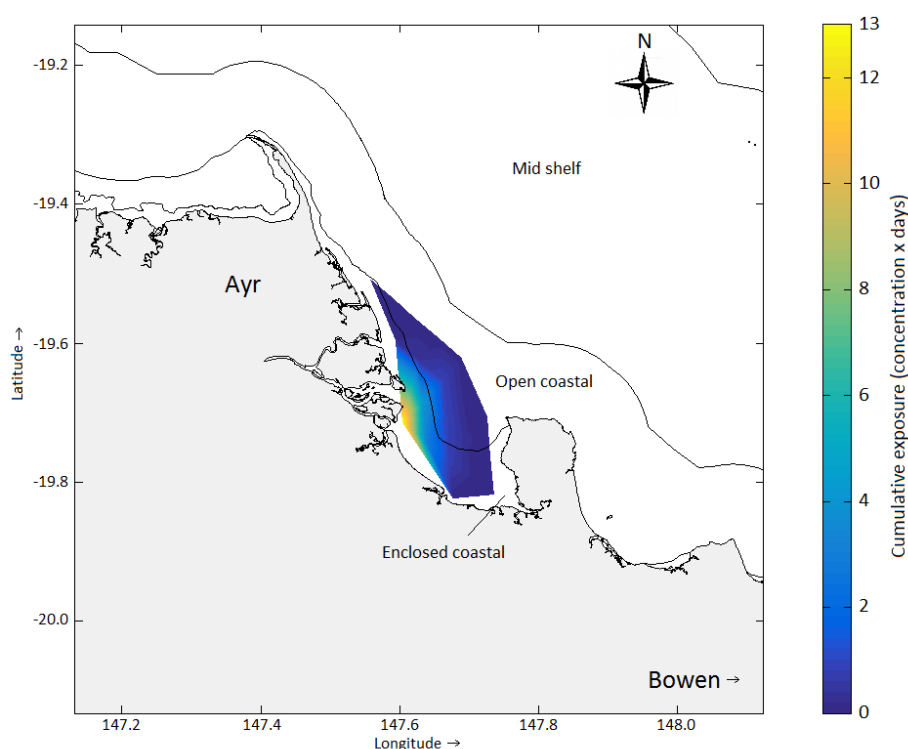 N
-19.2
-19.4
-19.6
-19.8
-20.0
Latitude →
Mid shelf
Ayr
Open coastal
Enclosed coastal
Bowen →
147.2
147.4
147.6
147.8
148.0
Longitude →
13
12
10
8
6
4
2
0
Cumulative exposure (concentration x days)